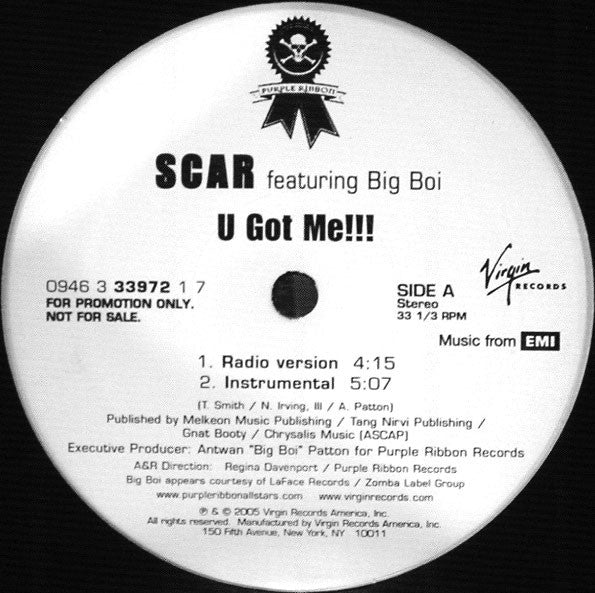 PURPLE RIBBON
SCAR featuring Big Boi
U Got Me!!!
0946 3 33972 1 7
FOR PROMOTION ONLY.
NOT FOR SALE.
SIDE A
Stereo
33 1/3 RPM
Virgin
RECORDS
Music from EMI
1. Radio version 4:15
2. Instrumental 5:07
(T. Smith / N. Irving, III / A. Patton)
Published by Melkeon Music Publishing / Tang Nirvi Publishing /
Gnat Booty / Chrysalis Music (ASCAP)
Executive Producer: Antwan "Big Boi" Patton for Purple Ribbon Records
A&R Direction: Regina Davenport / Purple Ribbon Records
Big Boi appears courtesy of LaFace Records / Zomba Label Group
www.purpleribbonallstars.com www.virginrecords.com
℗ & © 2005 Virgin Records America, Inc.
All rights reserved. Manufactured by Virgin Records America, Inc.
150 Fifth Avenue, New York, NY 10011